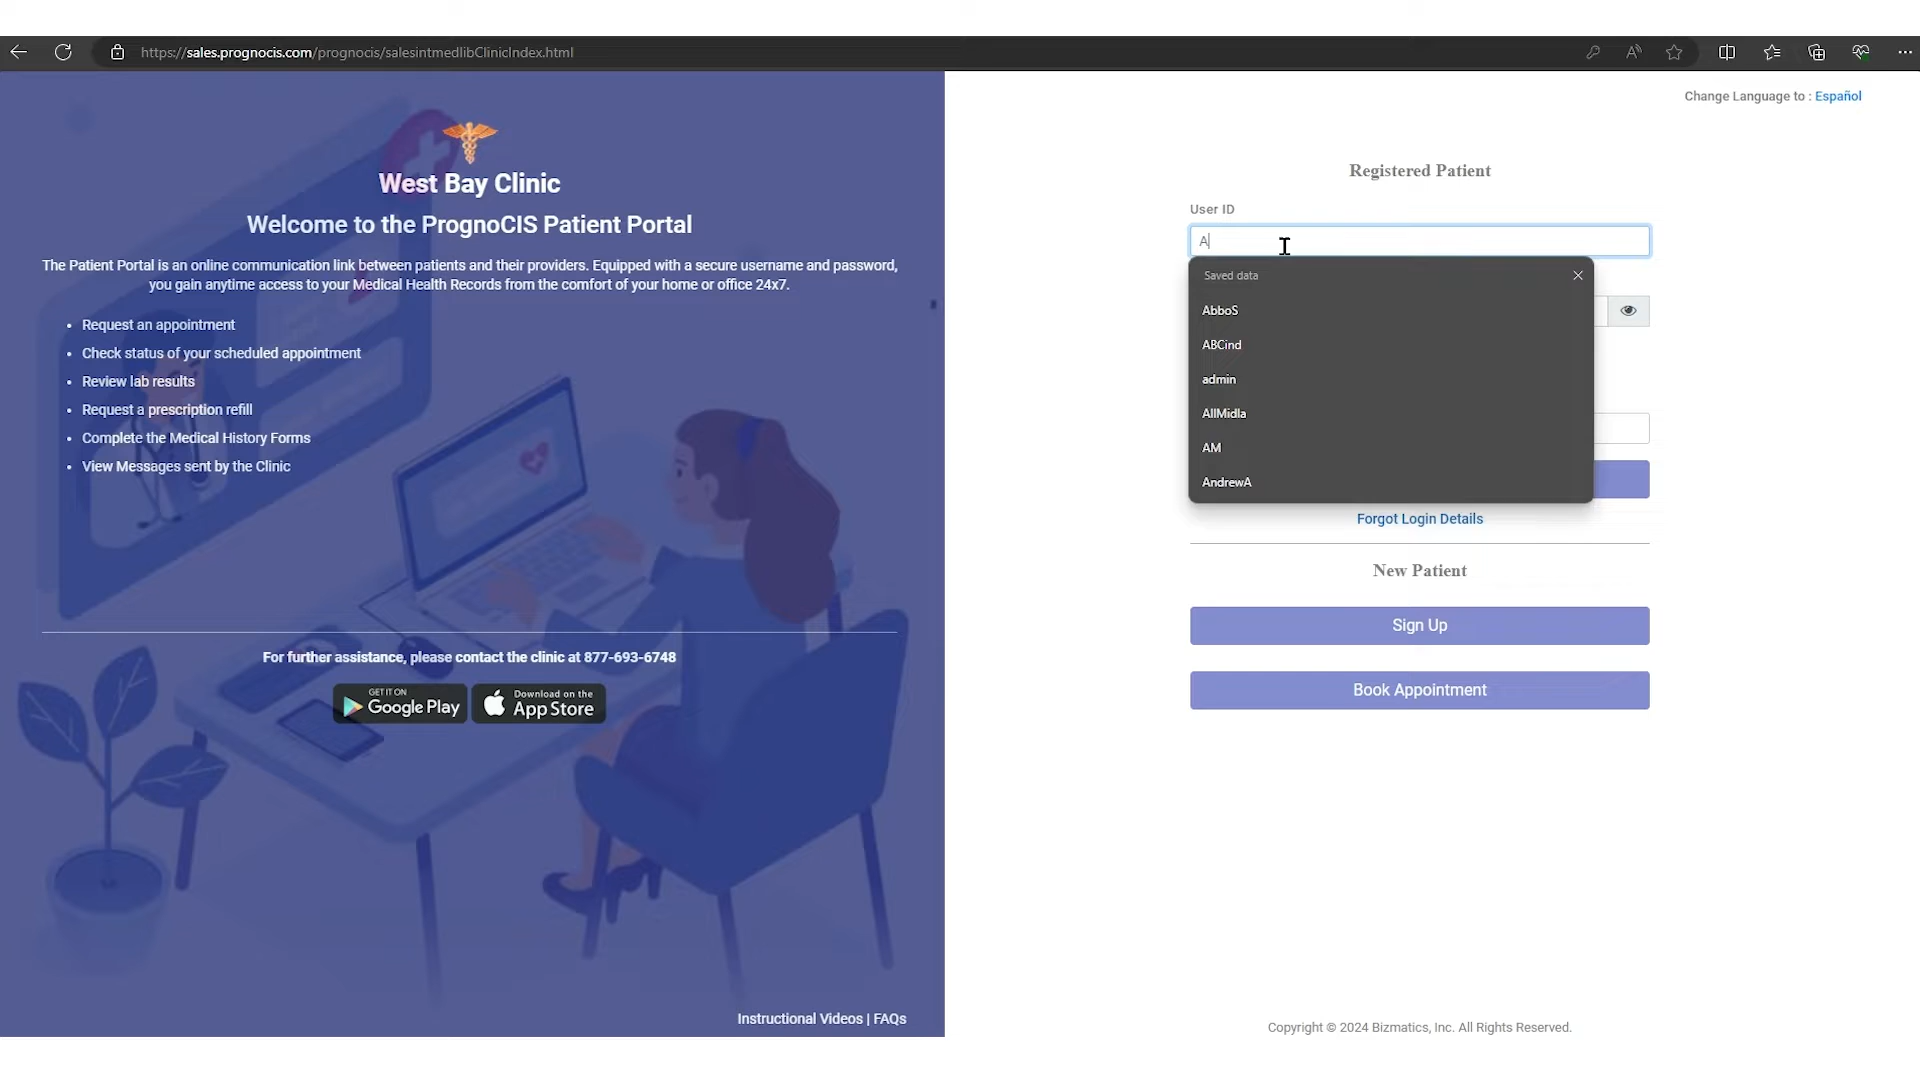 https://sales.prognocis.com/prognocis/salesintmedlibClinicIndex.html
West Bay Clinic
Welcome to the PrognoCIS Patient Portal
The Patient Portal is an online communication link between patients and their providers. Equipped with a secure username and password,
you gain anytime access to your Medical Health Records from the comfort of your home or office 24x7.
• Request an appointment
• Check status of your scheduled appointment
• Review lab results
• Request a prescription refill
• Complete the Medical History Forms
• View Messages sent by the Clinic
For further assistance, please contact the clinic at 877-693-6748
GET IT ON
Google Play
Download on the
App Store
Instructional Videos | FAQs
Change Language to : Español
Registered Patient
User ID
A
Saved data
AbboS
ABCind
admin
AllMidla
AM
AndrewA
Forgot Login Details
New Patient
Sign Up
Book Appointment
Copyright © 2024 Bizmatics, Inc. All Rights Reserved.